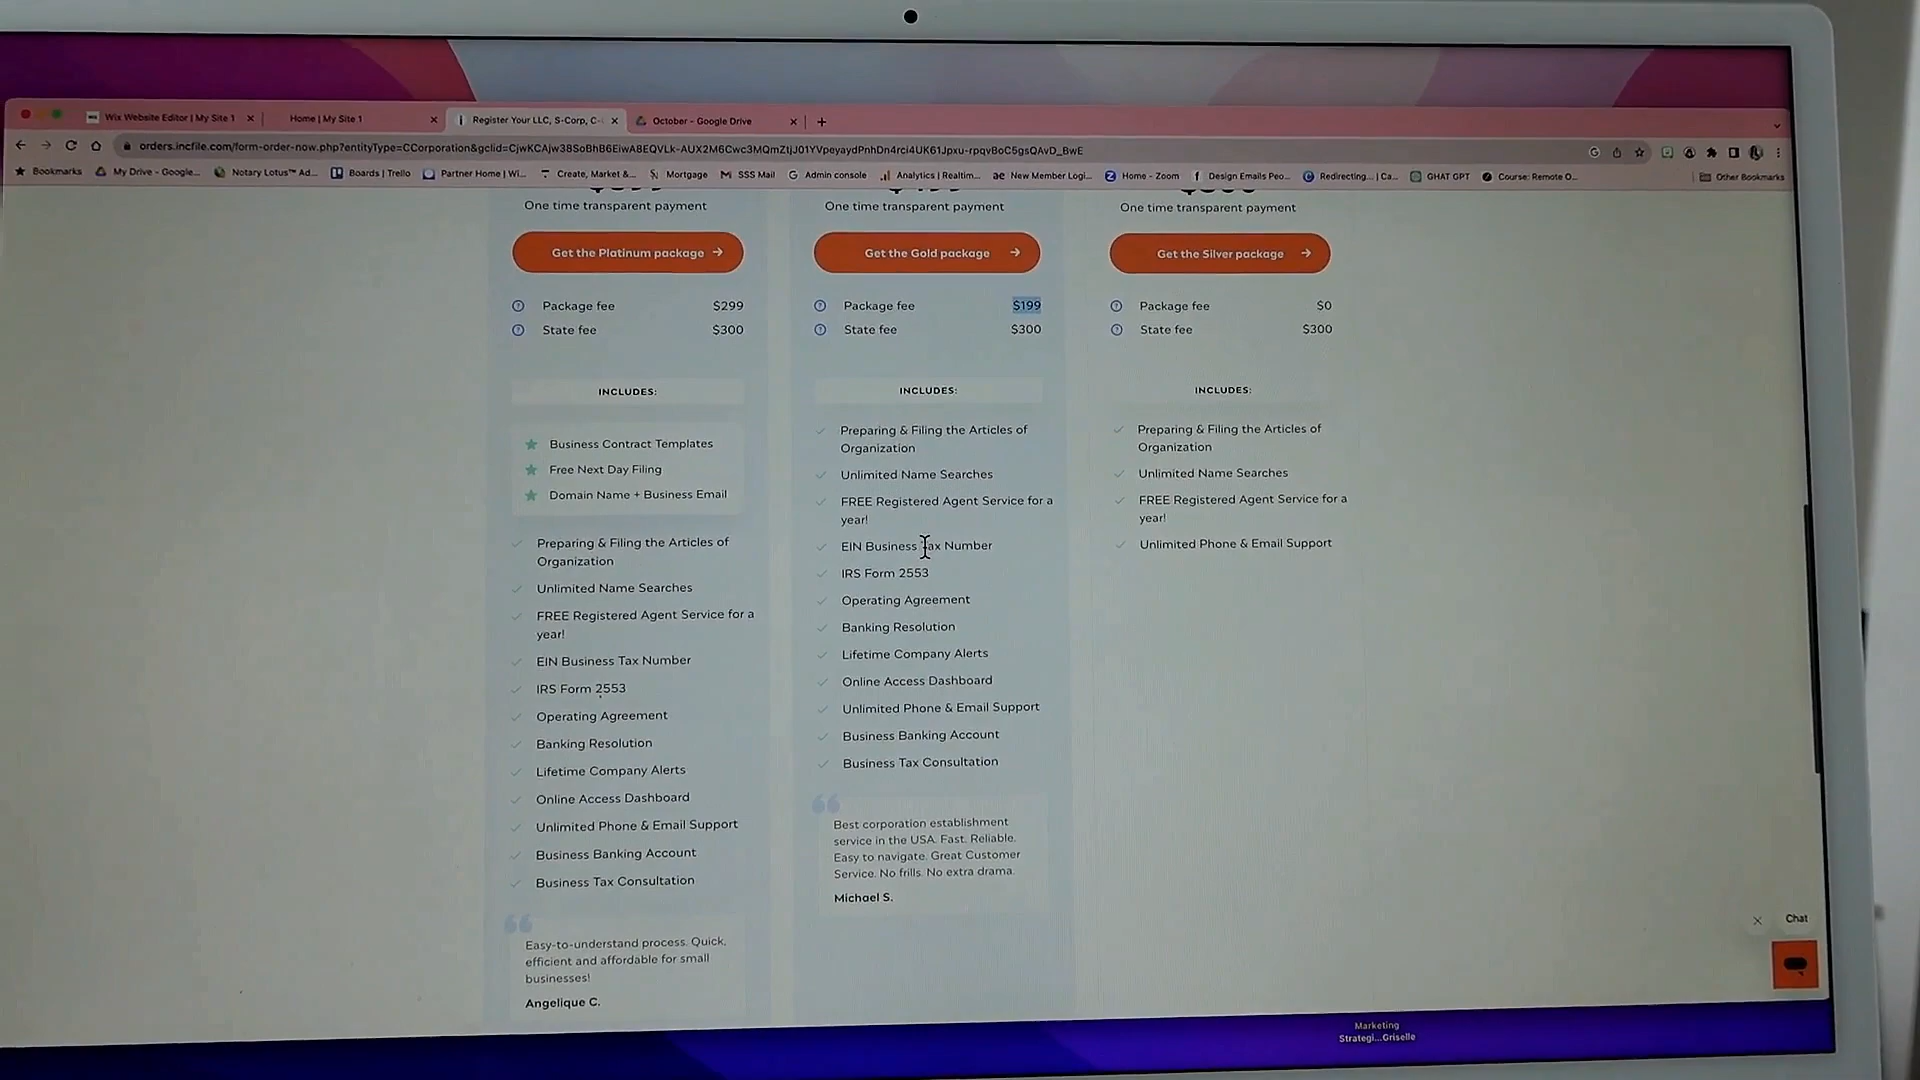 Wix Website Editor | My Site 1
Home | My Site 1
Register Your LLC, S-Corp, C-
October - Google Drive
orders.incfile.com/form-order-now.php?entityType=CCorporation&gclid=
Bookmarks
My Drive - Google...
Notary Lotus™ Ad...
Boards | Trello
Partner Home | Wi...
Create, Market &...
Mortgage
SSS Mail
Admin console
Analytics | Realtim...
New Member Logi...
Home - Zoom
Design Emails Peo...
Redirecting... | Ca...
GHAT GPT
Course: Remote O...
Other Bookmarks
One time transparent payment
Get the Platinum package →
Package fee $299
State fee $300
INCLUDES:
Business Contract Templates
Free Next Day Filing
Domain Name + Business Email
Preparing & Filing the Articles of
Organization
Unlimited Name Searches
FREE Registered Agent Service for a
year!
EIN Business Tax Number
IRS Form 2553
Operating Agreement
Banking Resolution
Lifetime Company Alerts
Online Access Dashboard
Unlimited Phone & Email Support
Business Banking Account
Business Tax Consultation
Easy-to-understand process. Quick,
efficient and affordable for small
businesses!
Angelique C.
One time transparent payment
Get the Gold package →
Package fee $199
State fee $300
INCLUDES:
Preparing & Filing the Articles of
Organization
Unlimited Name Searches
FREE Registered Agent Service for a
year!
EIN Business Tax Number
IRS Form 2553
Operating Agreement
Banking Resolution
Lifetime Company Alerts
Online Access Dashboard
Unlimited Phone & Email Support
Business Banking Account
Business Tax Consultation
Best corporation establishment
service in the USA. Fast. Reliable.
Easy to navigate. Great Customer
Service. No frills. No extra drama.
Michael S.
One time transparent payment
Get the Silver package →
Package fee $0
State fee $300
INCLUDES:
Preparing & Filing the Articles of
Organization
Unlimited Name Searches
FREE Registered Agent Service for a
year!
Unlimited Phone & Email Support
Chat
Marketing
Strategi...Griselle